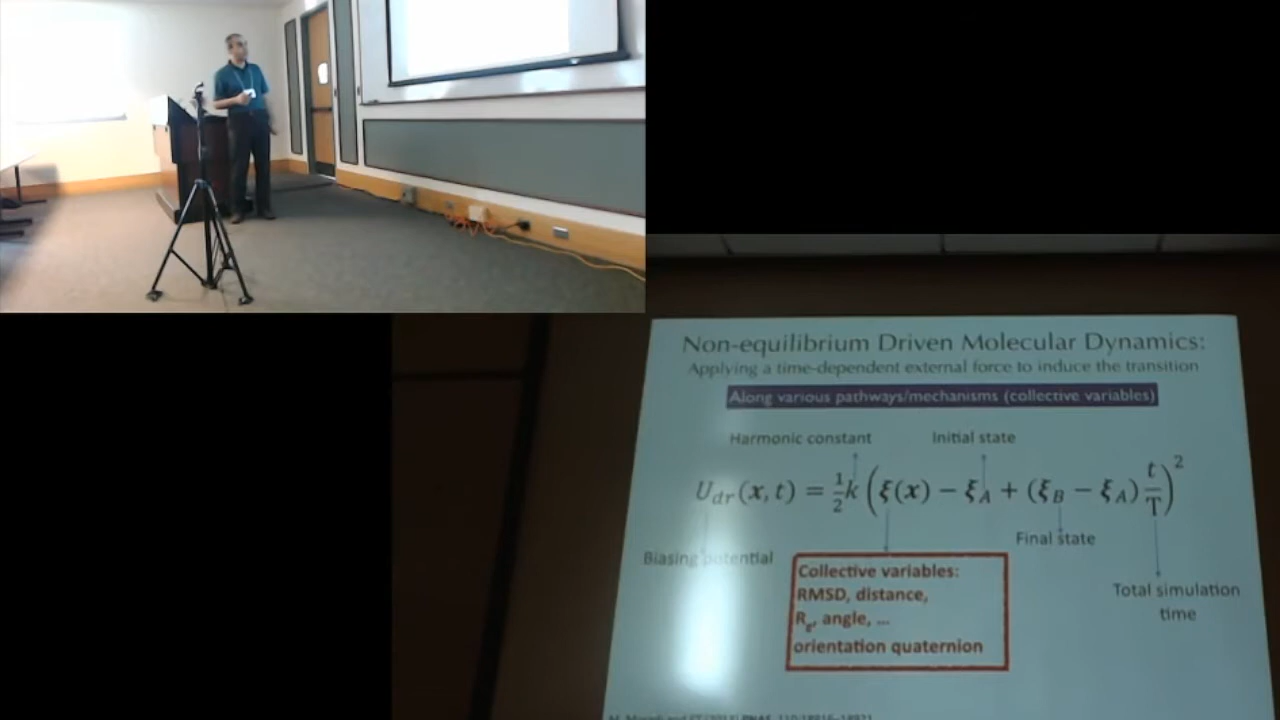 Non-equilibrium Driven Molecular Dynamics:
Applying a time-dependent external force to induce the transition
Along various pathways/mechanisms (collective variables)
Harmonic constant
Initial state
U_dr(x,t) = 1/2 k (ξ(x) − ξ_A + (ξ_B − ξ_A) t/T)^2
Final state
Biasing potential
Collective variables:
RMSD, distance,
R_g, angle, ...
orientation quaternion
Total simulation
time